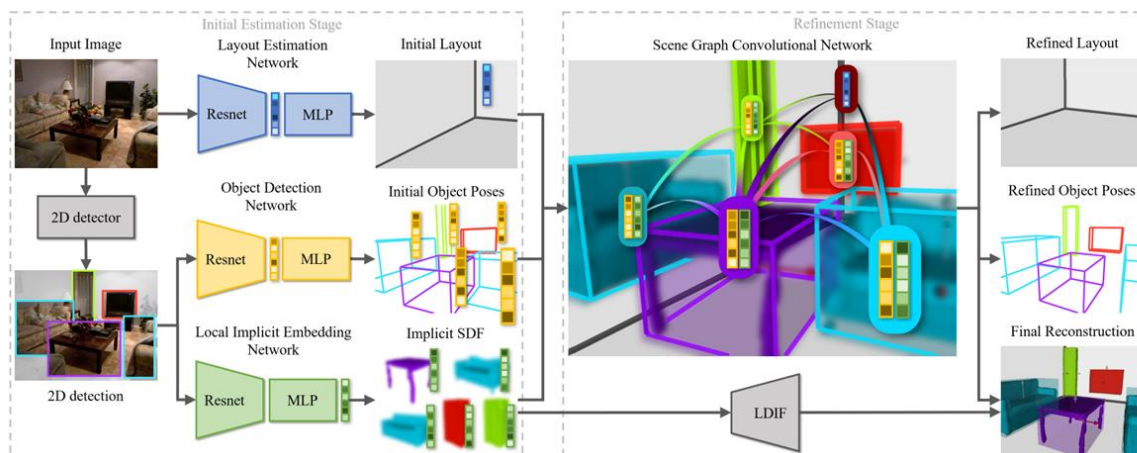 Initial Estimation Stage
Refinement Stage
Input Image
Layout Estimation
Network
Initial Layout
Scene Graph Convolutional Network
Refined Layout
Resnet
MLP
2D detector
Object Detection
Network
Initial Object Poses
Refined Object Poses
Resnet
MLP
Local Implicit Embedding
Network
Implicit SDF
Final Reconstruction
2D detection
Resnet
MLP
LDIF